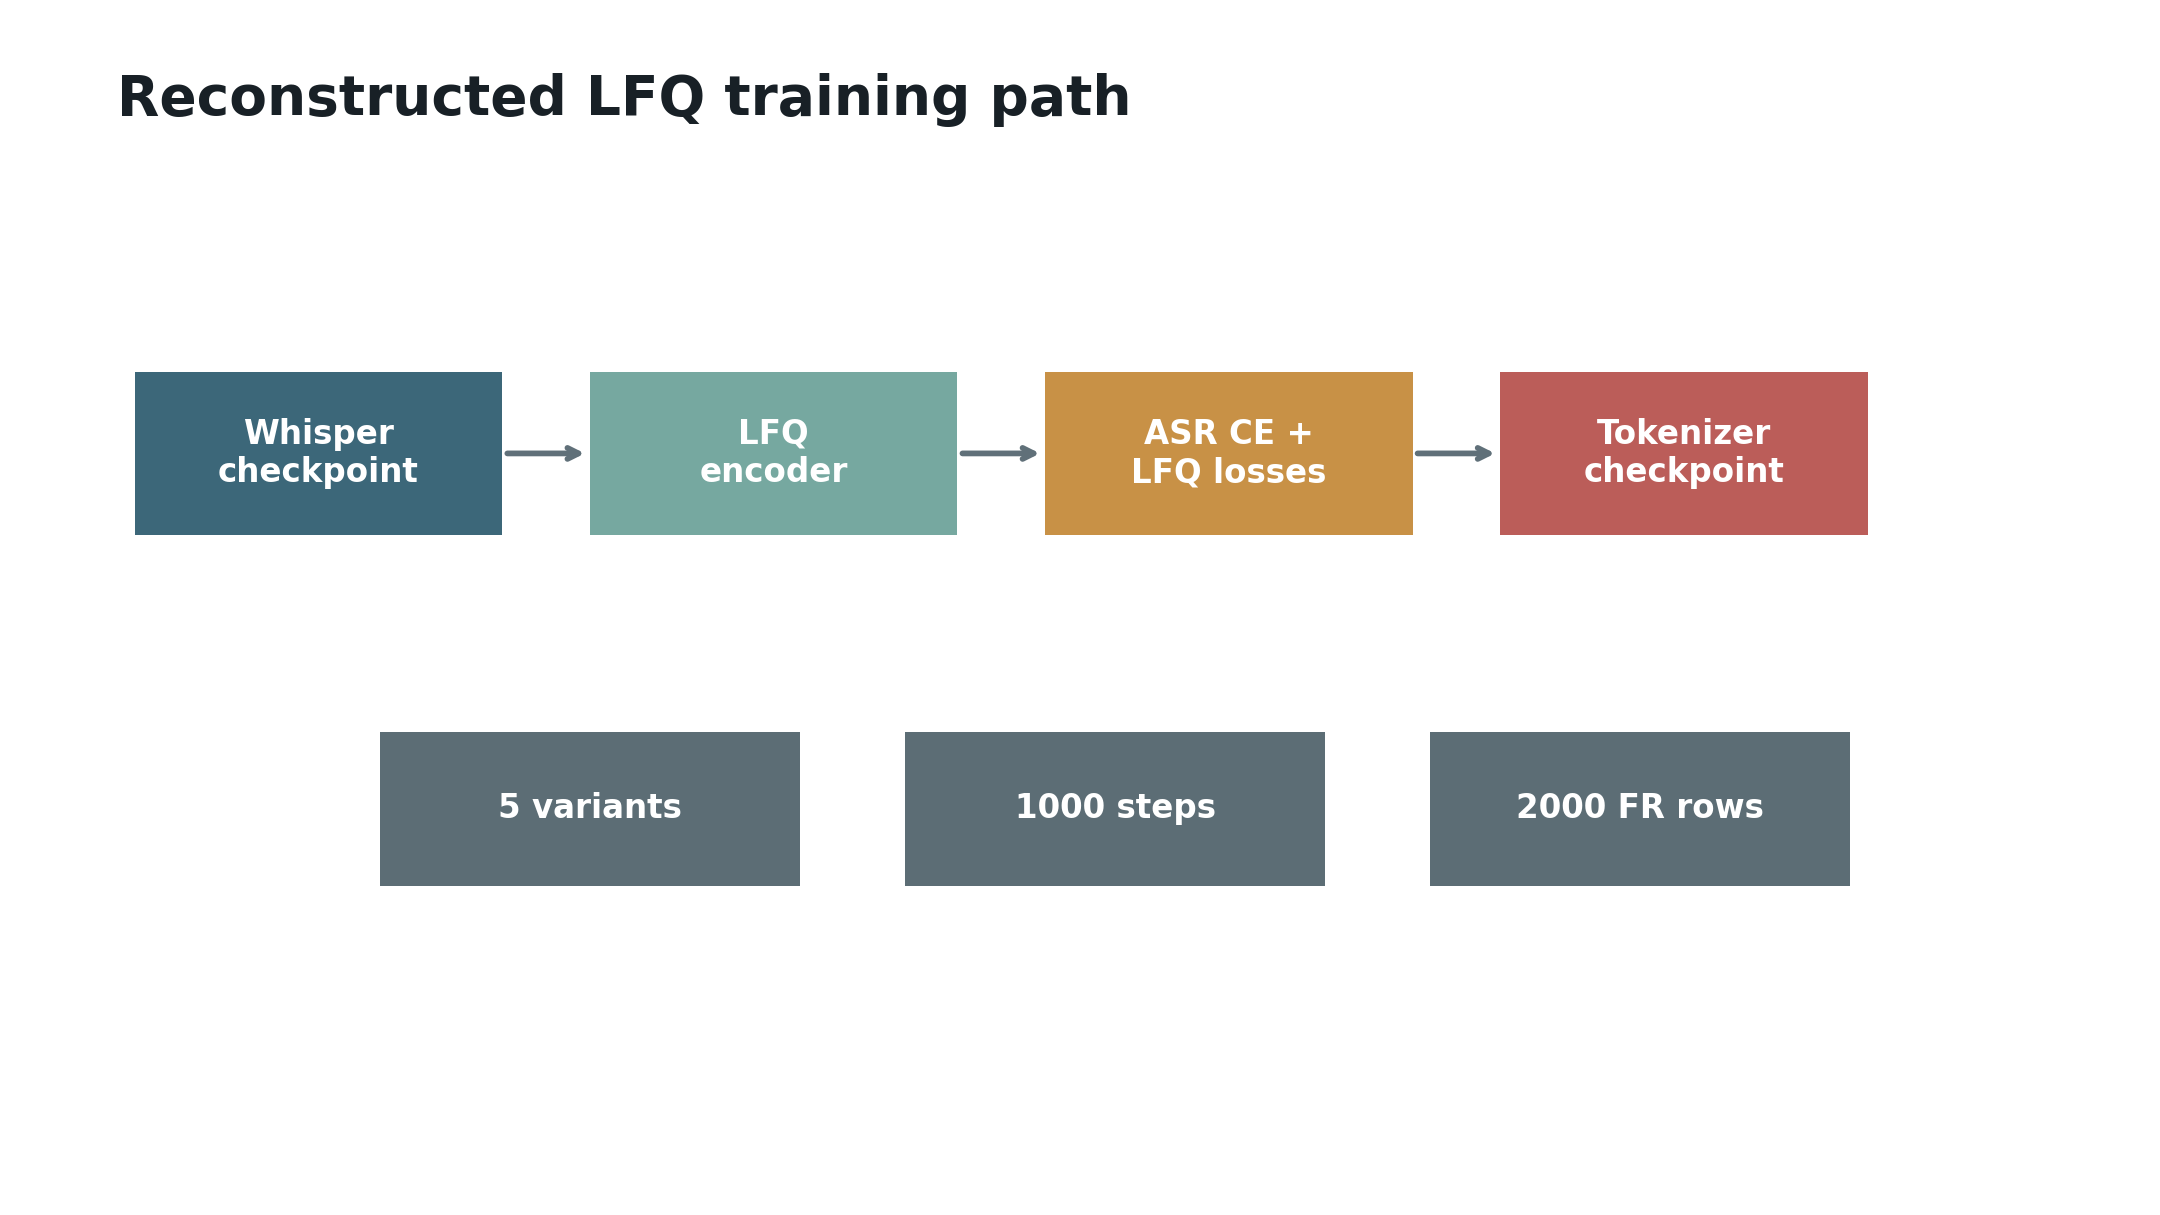 Reconstructed LFQ training path
Whisper
checkpoint
LFQ
encoder
ASR CE +
LFQ losses
Tokenizer
checkpoint
5 variants
1000 steps
2000 FR rows